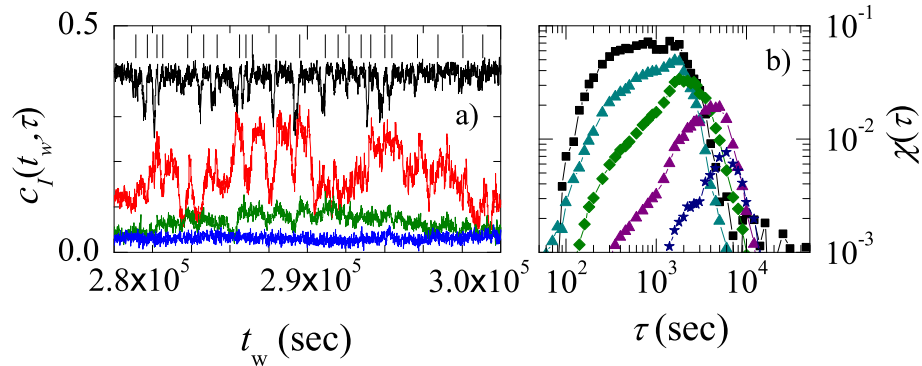 0.5
0.0
c_I(t_w,τ)
a)
2.8x10^5
2.9x10^5
3.0x10^5
t_w (sec)
b)
10^-1
10^-2
10^-3
χ(τ)
10^2
10^3
10^4
τ (sec)